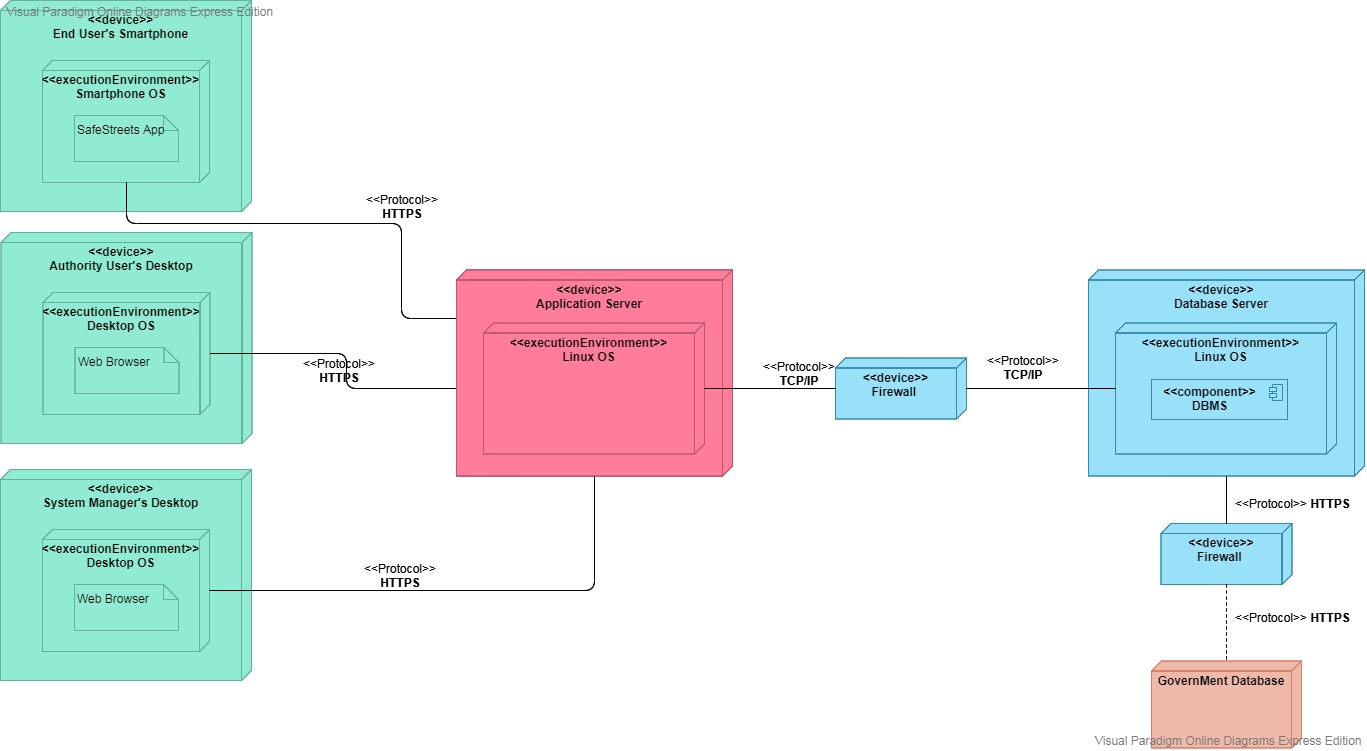 Visual Paradigm Online Diagrams Express Edition
<<device>>
End User's Smartphone
<<executionEnvironment>>
Smartphone OS
SafeStreets App
<<Protocol>>
HTTPS
<<device>>
Authority User's Desktop
<<executionEnvironment>>
Desktop OS
Web Browser
<<Protocol>>
HTTPS
<<device>>
System Manager's Desktop
<<executionEnvironment>>
Desktop OS
Web Browser
<<Protocol>>
HTTPS
<<device>>
Application Server
<<executionEnvironment>>
Linux OS
<<Protocol>>
TCP/IP
<<device>>
Firewall
<<Protocol>>
TCP/IP
<<device>>
Database Server
<<executionEnvironment>>
Linux OS
<<component>>
DBMS
<<Protocol>> HTTPS
<<device>>
Firewall
<<Protocol>> HTTPS
GovernMent Database
Visual Paradigm Online Diagrams Express Edition